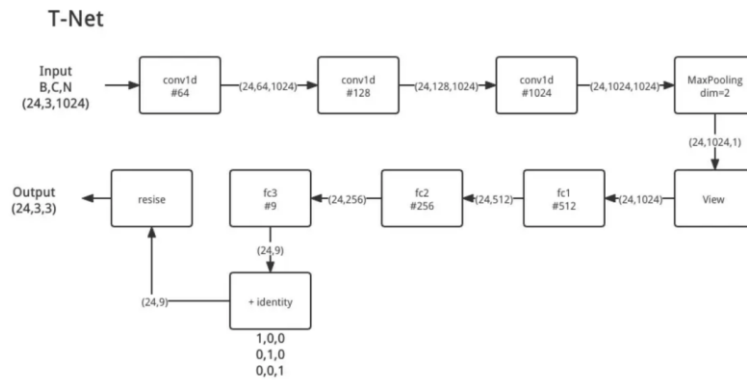 T-Net
Input
B,C,N
(24,3,1024)
conv1d
#64
(24,64,1024)
conv1d
#128
(24,128,1024)
conv1d
#1024
(24,1024,1024)
MaxPooling
dim=2
(24,1024,1)
View
(24,1024)
fc1
#512
(24,512)
fc2
#256
(24,256)
fc3
#9
(24,9)
+ identity
1,0,0
0,1,0
0,0,1
(24,9)
resise
Output
(24,3,3)